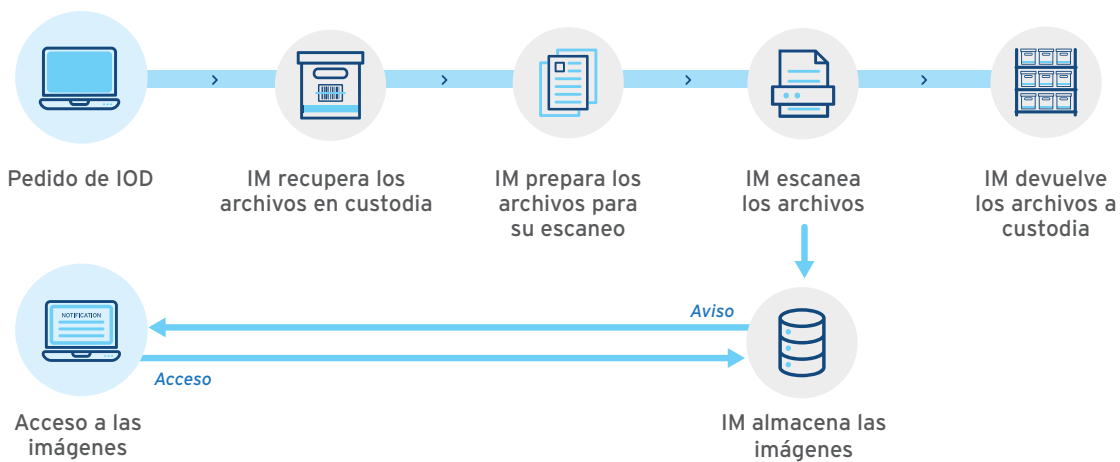 Pedido de IOD
IM recupera los
archivos en custodia
IM prepara los
archivos para
su escaneo
IM escanea
los archivos
IM devuelve
los archivos a
custodia
NOTIFICATION
Aviso
Acceso
Acceso a las
imágenes
IM almacena las
imágenes